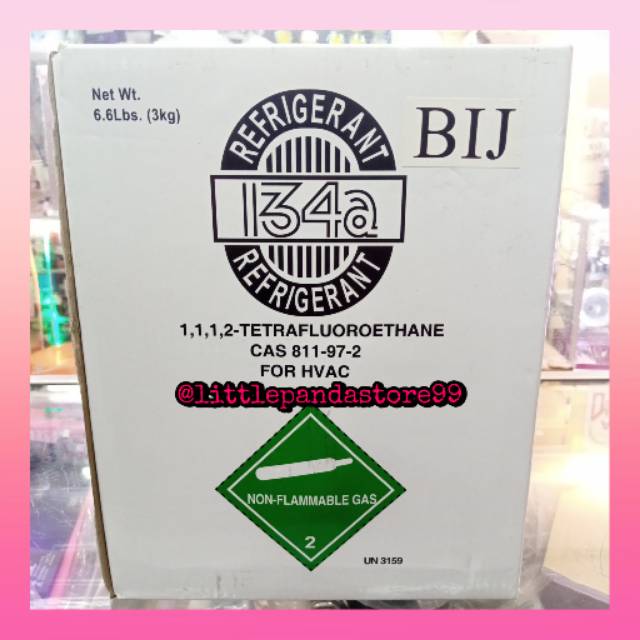 Net Wt.
6.6Lbs. (3kg)
REFRIGERANT
134a
REFRIGERANT
BIJ
1,1,1,2-TETRAFLUOROETHANE
CAS 811-97-2
FOR HVAC
@littlepandastore99
NON-FLAMMABLE GAS
2
UN 3159